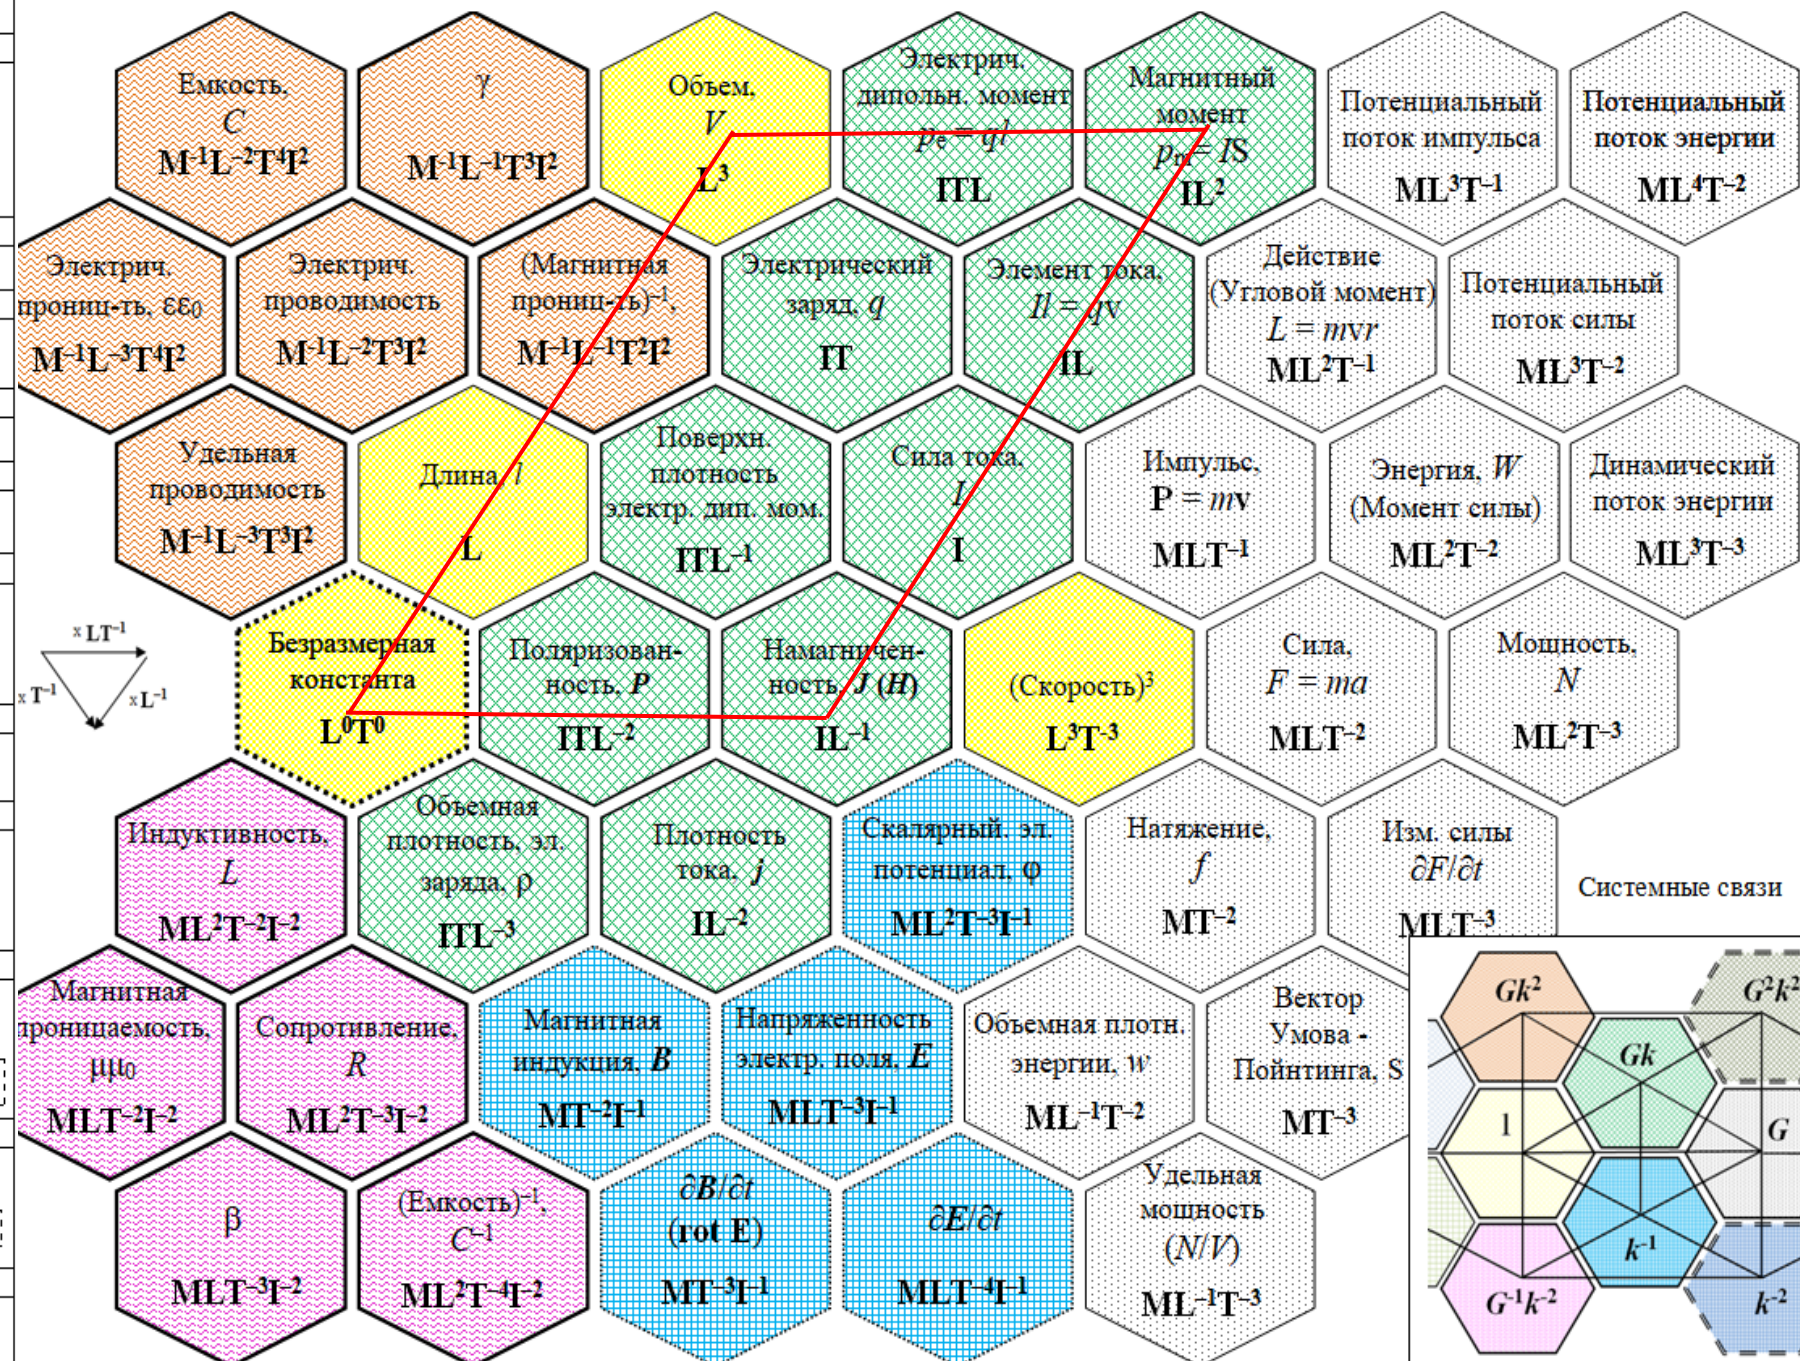 Емкость,
C
M⁻¹L⁻²T⁴I²
γ
M⁻¹L⁻¹T³I²
Объем,
V
L³
Электрич.
дипольн. момент
pₑ = ql
ITL
Магнитный
момент
pₘ = IS
IL²
Потенциальный
поток импульса
ML³T⁻¹
Потенциальный
поток энергии
ML⁴T⁻²
Электрич.
прониц-ть, εε₀
M⁻¹L⁻³T⁴I²
Электрич.
проводимость
M⁻¹L⁻²T³I²
(Магнитная
прониц-ть)⁻¹,
M⁻¹L⁻¹T²I²
Электрический
заряд, q
IT
Элемент тока,
Il = qv
IL
Действие
(Угловой момент)
L = mvr
ML²T⁻¹
Потенциальный
поток силы
ML³T⁻²
Удельная
проводимость
M⁻¹L⁻³T³I²
Длина, l
L
Поверхн.
плотность
электр. дип. мом.
ITL⁻¹
Сила тока,
I
I
Импульс,
P = mv
MLT⁻¹
Энергия, W
(Момент силы)
ML²T⁻²
Динамический
поток энергии
ML³T⁻³
x LT⁻¹
x T⁻¹
x L⁻¹
Безразмерная
константа
L⁰T⁰
Поляризован-
ность, P
ITL⁻²
Намагничен-
ность, J (H)
IL⁻¹
(Скорость)³
L³T⁻³
Сила,
F = ma
MLT⁻²
Мощность,
N
ML²T⁻³
Индуктивность,
L
ML²T⁻²I⁻²
Объемная
плотность, эл.
заряда, ρ
ITL⁻³
Плотность
тока, j
IL⁻²
Скалярный. эл.
потенциал, φ
ML²T⁻³I⁻¹
Натяжение,
f
MT⁻²
Изм. силы
∂F/∂t
MLT⁻³
Системные связи
Магнитная
проницаемость,
μμ₀
MLT⁻²I⁻²
Сопротивление,
R
ML²T⁻³I⁻²
Магнитная
индукция, B
MT⁻²I⁻¹
Напряженность
электр. поля, E
MLT⁻³I⁻¹
Объемная плотн.
энергии, w
ML⁻¹T⁻²
Вектор
Умова -
Пойнтинга, S
MT⁻³
β
MLT⁻³I⁻²
(Емкость)⁻¹,
C⁻¹
ML²T⁻⁴I⁻²
∂B/∂t
(rot E)
MT⁻³I⁻¹
∂E/∂t
MLT⁻⁴I⁻¹
Удельная
мощность
(N/V)
ML⁻¹T⁻³
Gk²
G²k²
Gk
1
G
k⁻¹
G⁻¹k⁻²
k⁻²